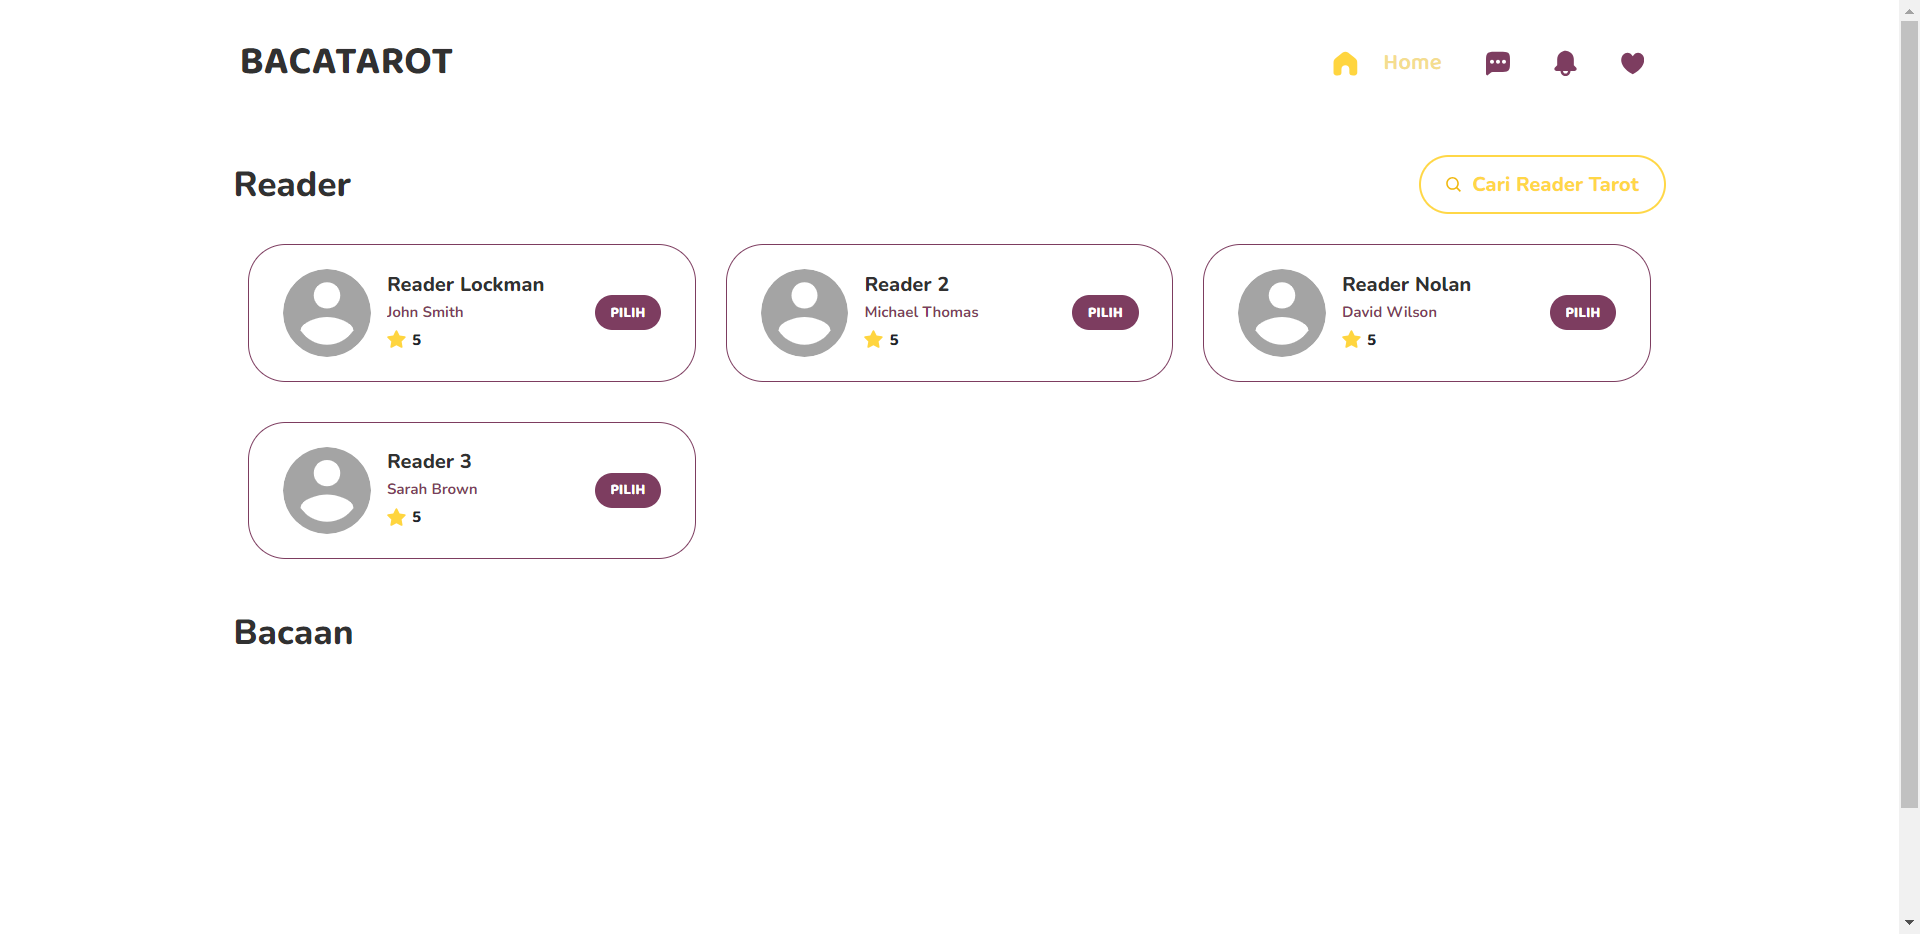 BACATAROT
Home
Reader
Cari Reader Tarot
Reader Lockman
John Smith
5
PILIH
Reader 2
Michael Thomas
5
PILIH
Reader Nolan
David Wilson
5
PILIH
Reader 3
Sarah Brown
5
PILIH
Bacaan